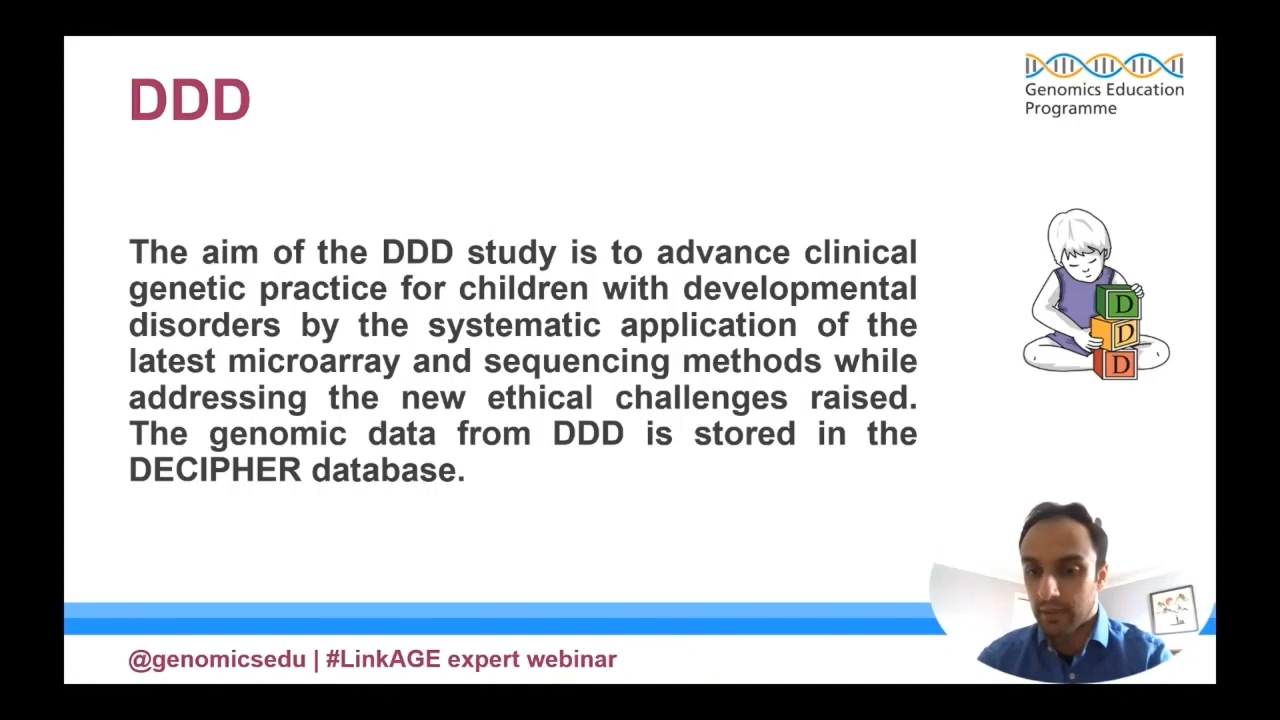 DDD
Genomics Education
Programme
The aim of the DDD study is to advance clinical
genetic practice for children with developmental
disorders by the systematic application of the
latest microarray and sequencing methods while
addressing the new ethical challenges raised.
The genomic data from DDD is stored in the
DECIPHER database.
D
D
D
@genomicsedu | #LinkAGE expert webinar